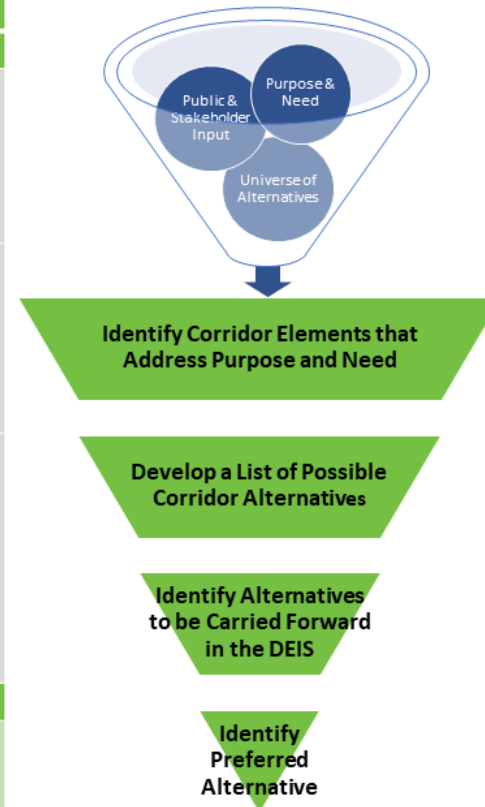 Purpose &
Need
Public &
Stakeholder
Input
Universe of
Alternatives
Identify Corridor Elements that
Address Purpose and Need
Develop a List of Possible
Corridor Alternatives
Identify Alternatives
to be Carried Forward
in the DEIS
Identify
Preferred
Alternative